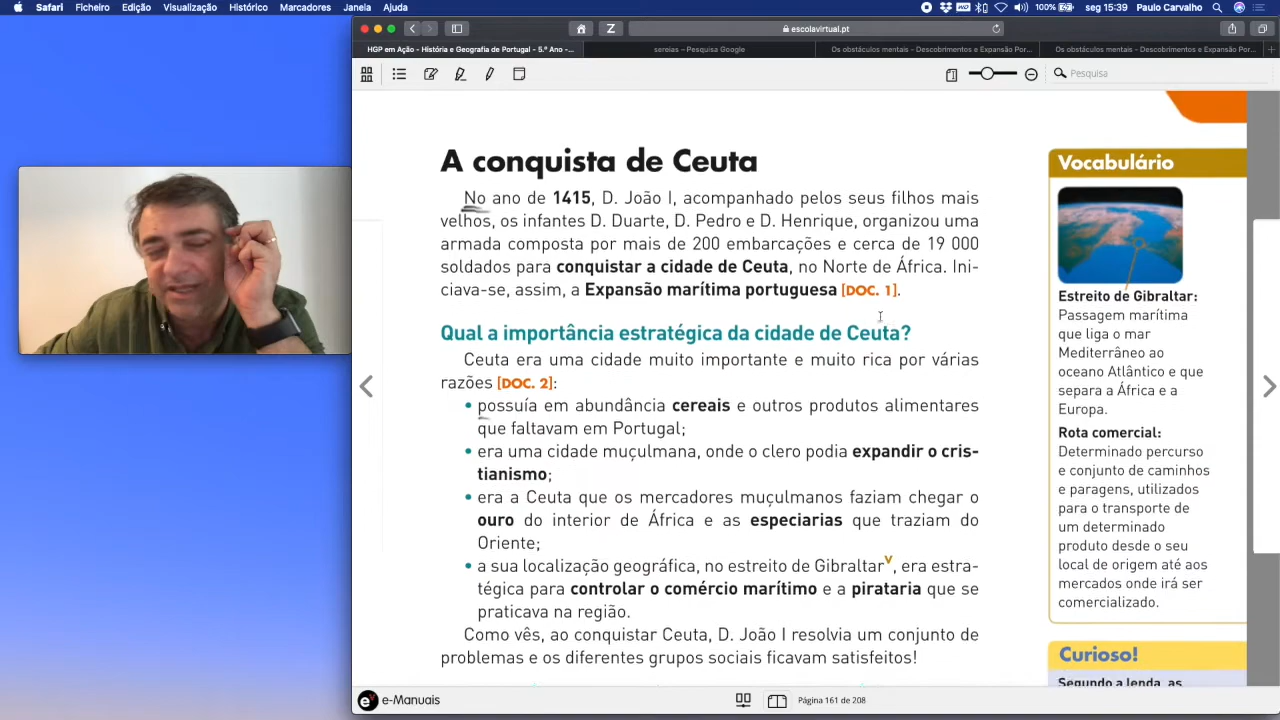 Safari Ficheiro Edição Visualização Histórico Marcadores Janela Ajuda
100% seg 15:39 Paulo Carvalho
Z
escolavirtual.pt
HGP em Ação - História e Geografia de Portugal - 5.º Ano -...
sereias – Pesquisa Google
Os obstáculos mentais – Descobrimentos e Expansão Por...
Os obstáculos mentais – Descobrimentos e Expansão Por...
Pesquisa
A conquista de Ceuta
No ano de 1415, D. João I, acompanhado pelos seus filhos mais
velhos, os infantes D. Duarte, D. Pedro e D. Henrique, organizou uma
armada composta por mais de 200 embarcações e cerca de 19 000
soldados para conquistar a cidade de Ceuta, no Norte de África. Ini-
ciava-se, assim, a Expansão marítima portuguesa [DOC. 1].
Qual a importância estratégica da cidade de Ceuta?
Ceuta era uma cidade muito importante e muito rica por várias
razões [DOC. 2]:
• possuía em abundância cereais e outros produtos alimentares
que faltavam em Portugal;
• era uma cidade muçulmana, onde o clero podia expandir o cris-
tianismo;
• era a Ceuta que os mercadores muçulmanos faziam chegar o
ouro do interior de África e as especiarias que traziam do
Oriente;
• a sua localização geográfica, no estreito de Gibraltar v, era estra-
tégica para controlar o comércio marítimo e a pirataria que se
praticava na região.
Como vês, ao conquistar Ceuta, D. João I resolvia um conjunto de
problemas e os diferentes grupos sociais ficavam satisfeitos!
Vocabulário
Estreito de Gibraltar:
Passagem marítima
que liga o mar
Mediterrâneo ao
oceano Atlântico e que
separa a África e a
Europa.
Rota comercial:
Determinado percurso
e conjunto de caminhos
e paragens, utilizados
para o transporte de
um determinado
produto desde o seu
local de origem até aos
mercados onde irá ser
comercializado.
Curioso!
Segundo a lenda, as
e-Manuais
Página 161 de 208